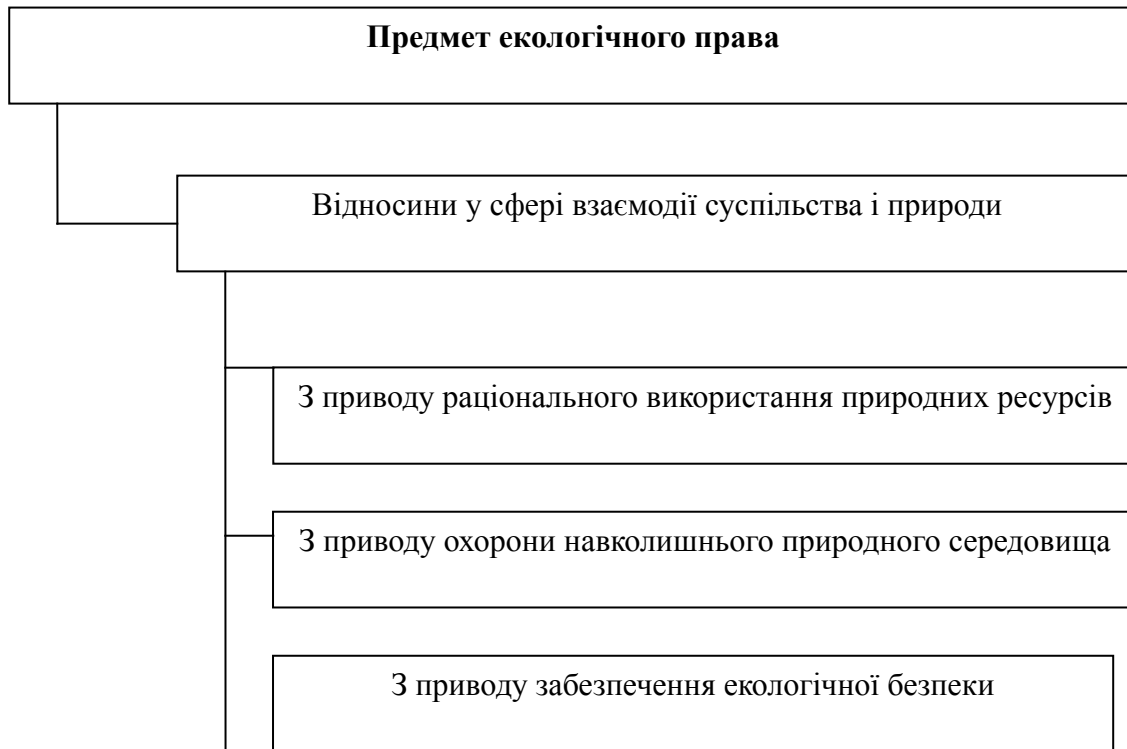 Предмет екологічного права
Відносини у сфері взаємодії суспільства і природи
З приводу раціонального використання природних ресурсів
З приводу охорони навколишнього природного середовища
З приводу забезпечення екологічної безпеки